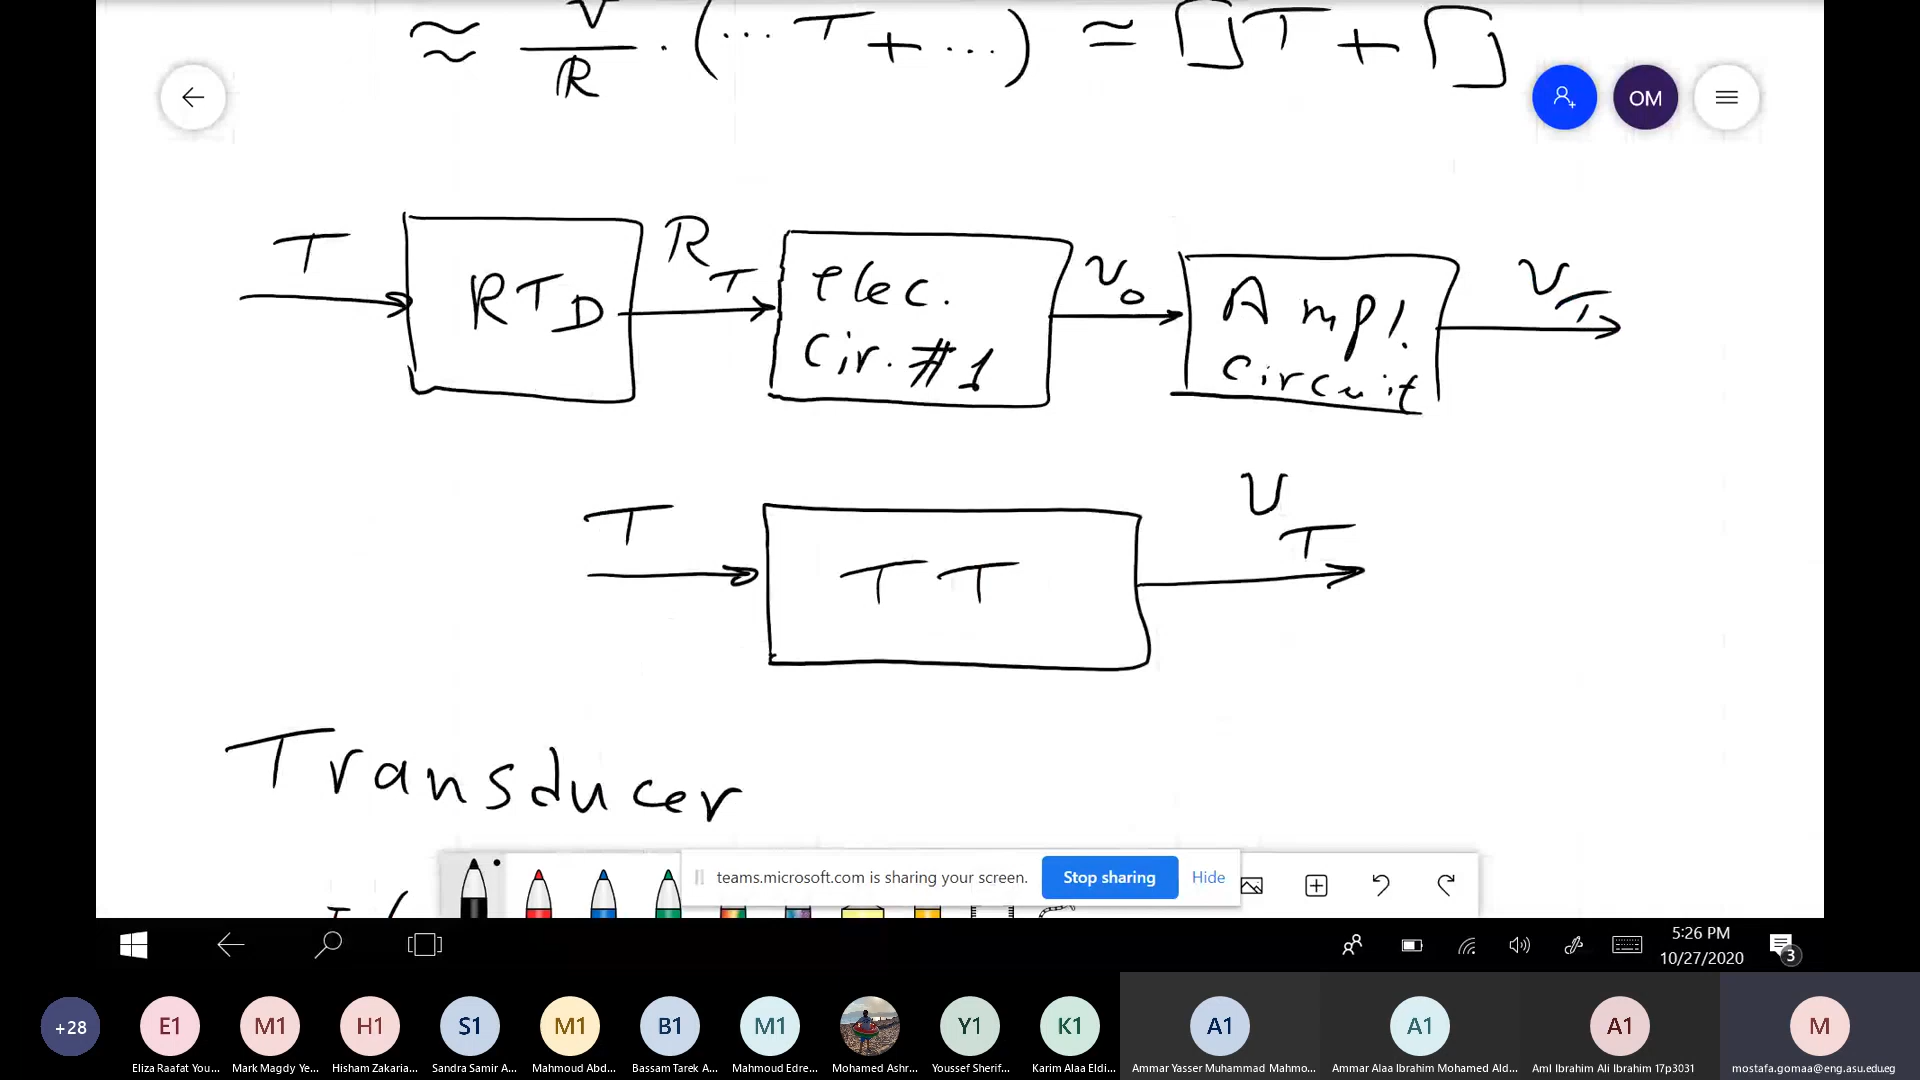 ≈ V/R · (... T + ...) ≈ [] T + []
OM
T RTD R_T elec. cir. #1 v_o Ampl. circuit v_T
T TT v_T
Transducer
teams.microsoft.com is sharing your screen. Stop sharing Hide
5:26 PM
10/27/2020
3
+28 E1 M1 H1 S1 M1 B1 M1 Y1 K1 A1 A1 A1 M
Eliza Raafat You... Mark Magdy Ye... Hisham Zakaria... Sandra Samir A... Mahmoud Abd... Bassam Tarek A... Mahmoud Edre... Mohamed Ashr... Youssef Sherif... Karim Alaa Eldi... Ammar Yasser Muhammad Mahmo... Ammar Alaa Ibrahim Mohamed Ald... Aml Ibrahim Ali Ibrahim 17p3031 mostafa.gomaa@eng.asu.edu.eg